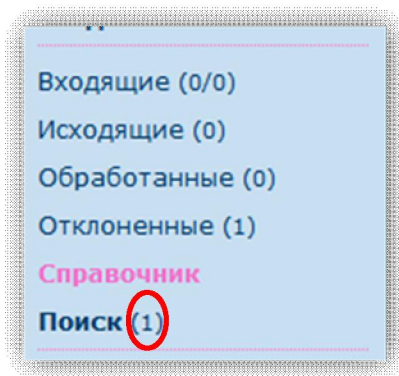 Входящие (0/0)
Исходящие (0)
Обработанные (0)
Отклоненные (1)
Справочник
Поиск (1)